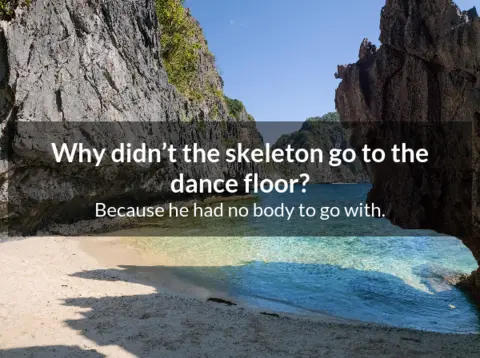 Why didn’t the skeleton go to the
dance floor?
Because he had no body to go with.